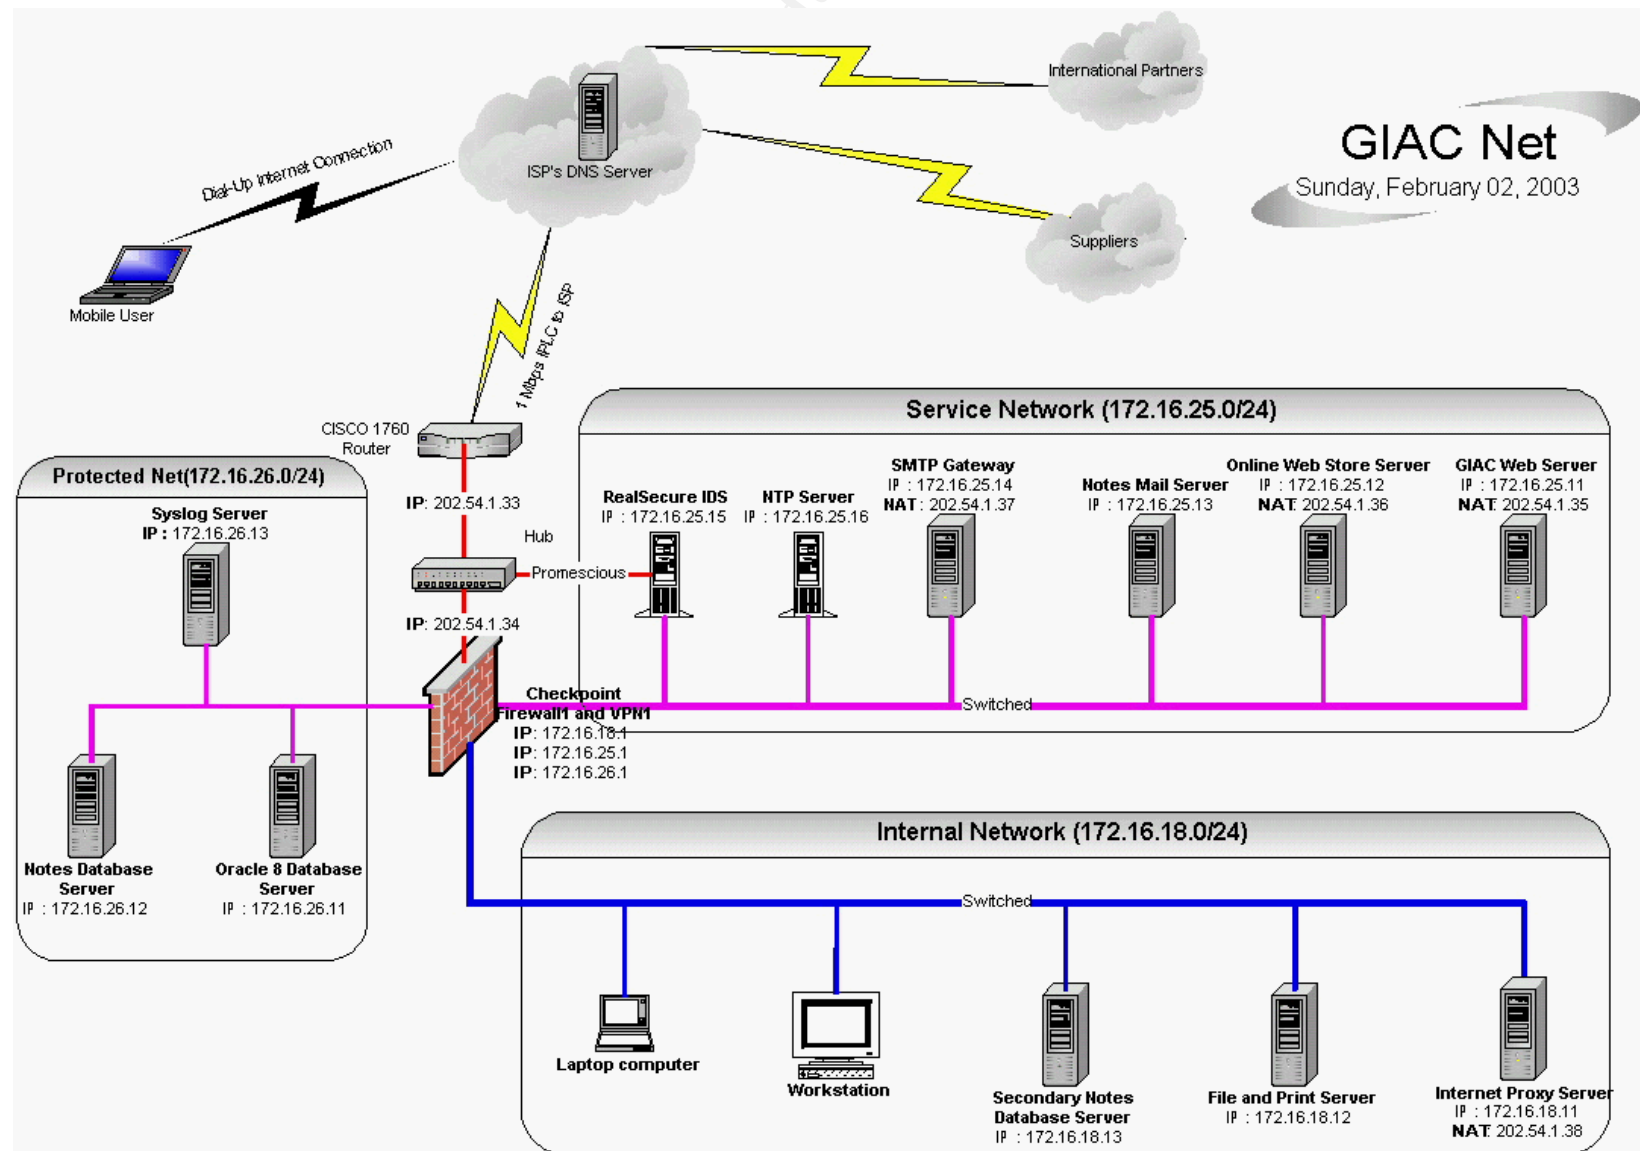 International Partners
GIAC Net
Sunday, February 02, 2003
ISP's DNS Server
Dial-Up Internet Connection
Suppliers
Mobile User
1 Mbps IPLC to ISP
CISCO 1760
Router
Service Network (172.16.25.0/24)
Protected Net(172.16.26.0/24)
Syslog Server
IP : 172.16.26.13
IP: 202.54.1.33
Hub
Promescious
IP: 202.54.1.34
RealSecure IDS
IP : 172.16.25.15
NTP Server
IP : 172.16.25.16
SMTP Gateway
IP : 172.16.25.14
NAT : 202.54.1.37
Notes Mail Server
IP : 172.16.25.13
Online Web Store Server
IP : 172.16.25.12
NAT: 202.54.1.36
GIAC Web Server
IP : 172.16.25.11
NAT: 202.54.1.35
Switched
Checkpoint
Firewall1 and VPN1
IP: 172.16.18.1
IP: 172.16.25.1
IP: 172.16.26.1
Notes Database
Server
IP : 172.16.26.12
Oracle 8 Database
Server
IP : 172.16.26.11
Internal Network (172.16.18.0/24)
Switched
Laptop computer
Workstation
Secondary Notes
Database Server
IP : 172.16.18.13
File and Print Server
IP : 172.16.18.12
Internet Proxy Server
IP : 172.16.18.11
NAT: 202.54.1.38